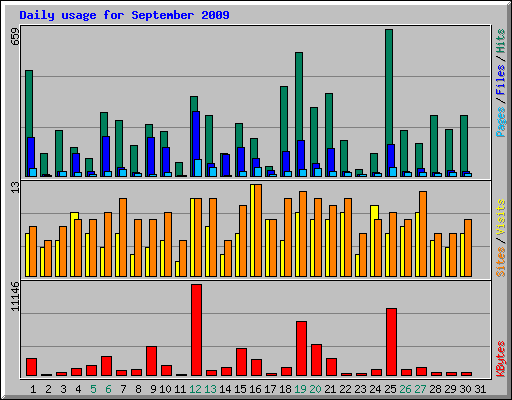 Daily usage for September 2009
659
Pages / Files / Hits
13
Sites / Visits
11146
KBytes
1 2 3 4 5 6 7 8 9 10 11 12 13 14 15 16 17 18 19 20 21 22 23 24 25 26 27 28 29 30 31